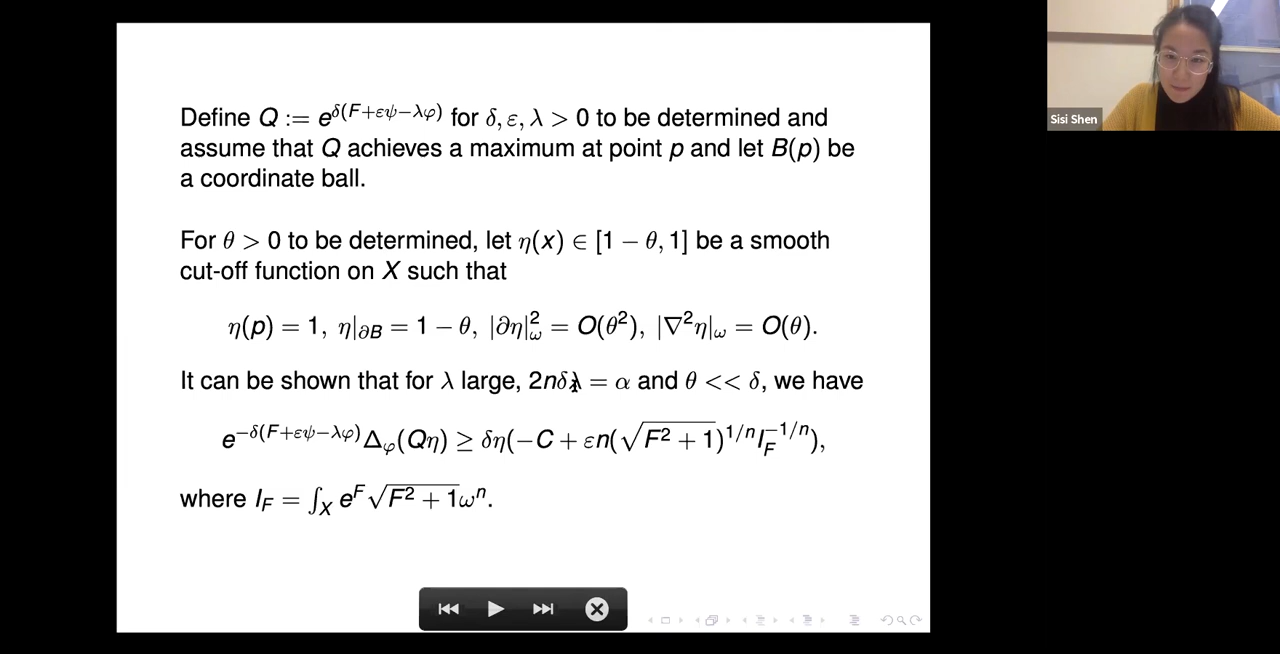 Define Q := e^{δ(F+εψ−λφ)} for δ, ε, λ > 0 to be determined and
assume that Q achieves a maximum at point p and let B(p) be
a coordinate ball.
For θ > 0 to be determined, let η(x) ∈ [1 − θ, 1] be a smooth
cut-off function on X such that
η(p) = 1, η|_{∂B} = 1 − θ, |∂η|²_ω = O(θ²), |∇²η|_ω = O(θ).
It can be shown that for λ large, 2nδλ = α and θ << δ, we have
e^{−δ(F+εψ−λφ)}Δ_φ(Qη) ≥ δη(−C + εn(√(F² + 1))^{1/n} I_F^{−1/n}),
where I_F = ∫_X e^F √(F² + 1) ω^n.
Sisi Shen